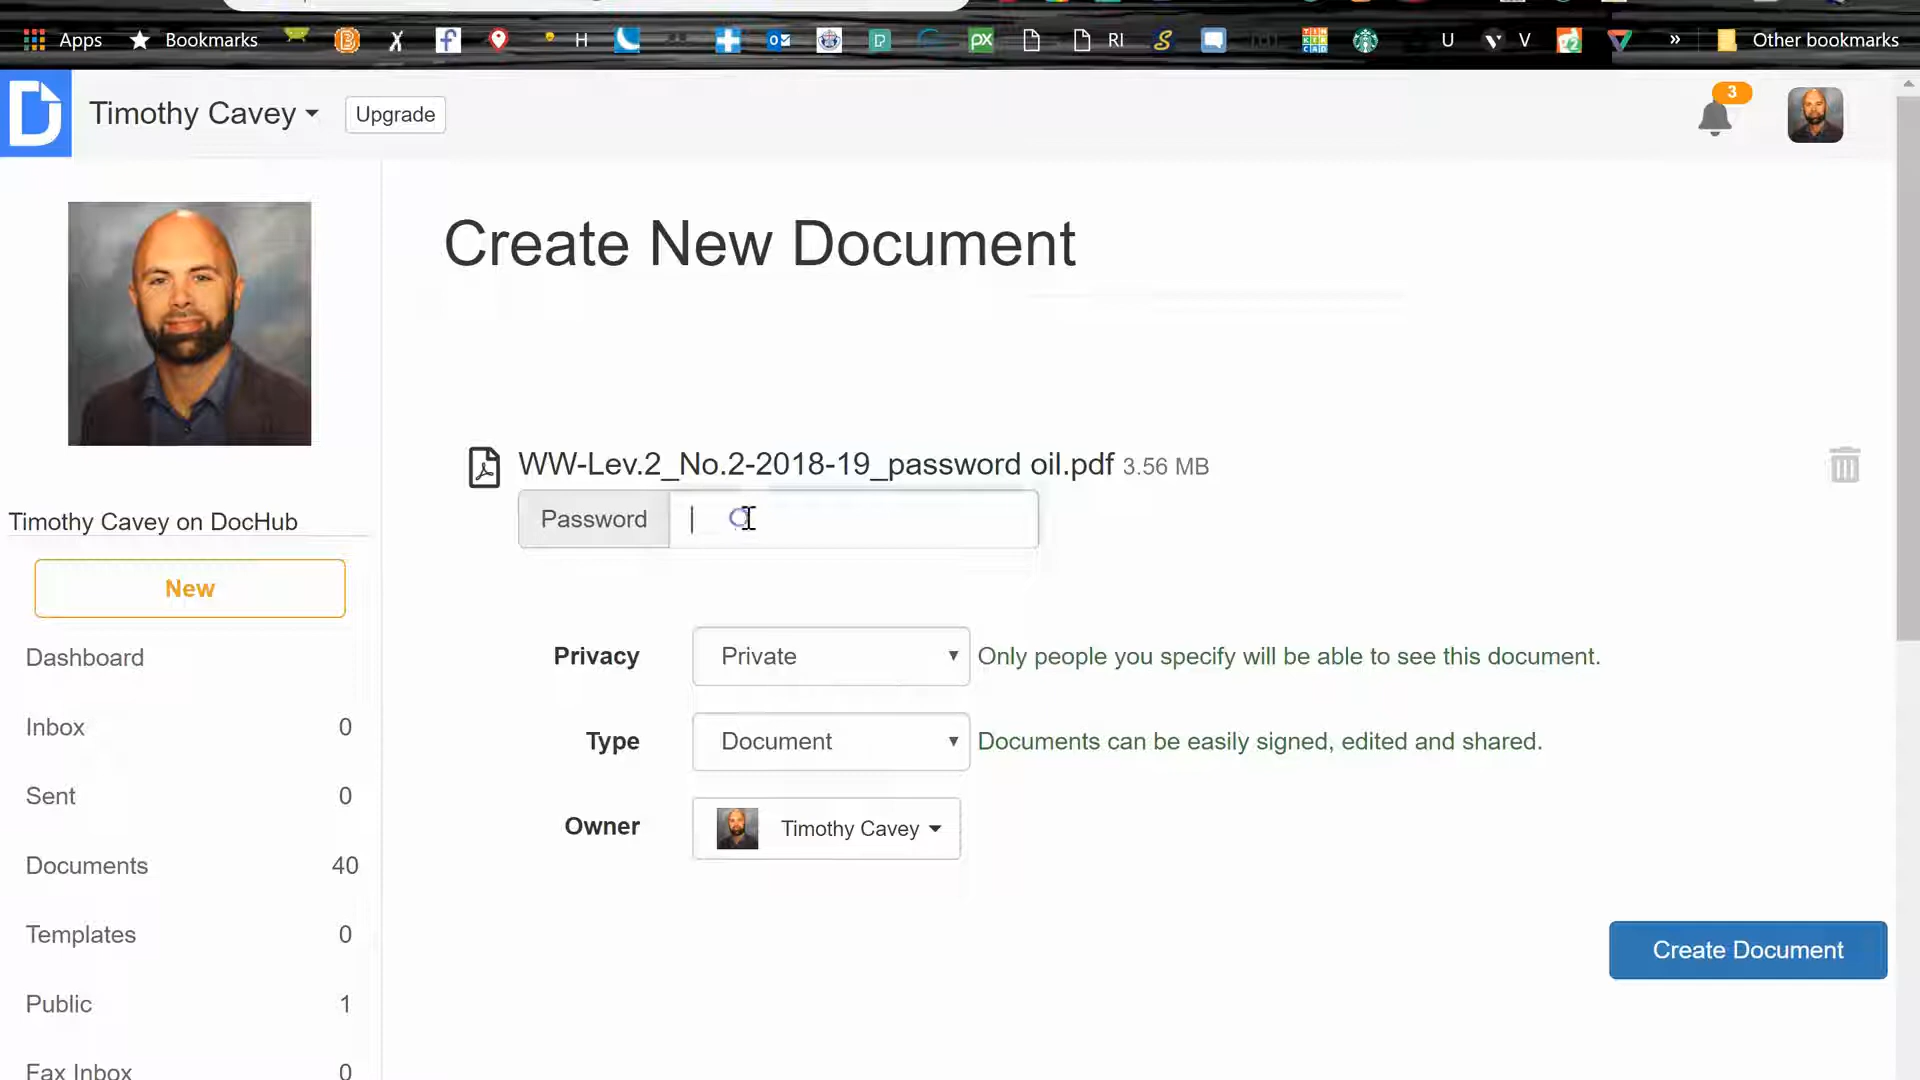 Apps Bookmarks H RI U V » Other bookmarks
Timothy Cavey Upgrade 3
Create New Document
WW-Lev.2_No.2-2018-19_password oil.pdf 3.56 MB
Password
Timothy Cavey on DocHub
New
Privacy Private Only people you specify will be able to see this document.
Dashboard
Inbox 0
Type Document Documents can be easily signed, edited and shared.
Sent 0
Owner Timothy Cavey
Documents 40
Templates 0
Create Document
Public 1
Fax Inbox 0